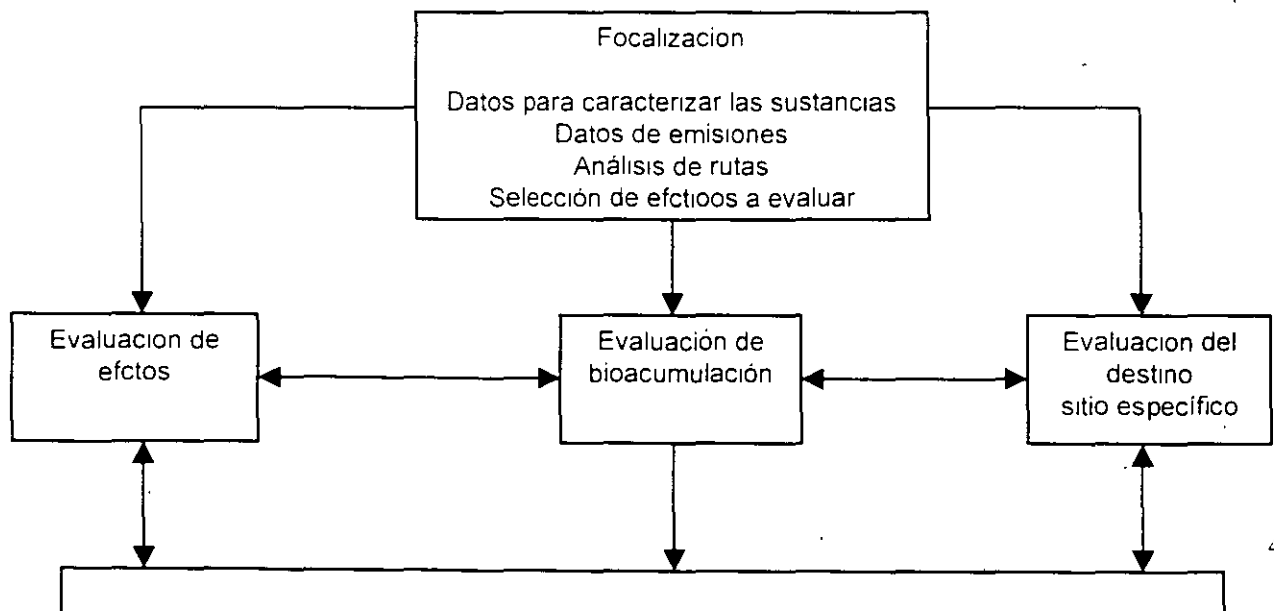 Focalizacion
Datos para caracterizar las sustancias
Datos de emisiones
Análisis de rutas
Selección de efctioos a evaluar
Evaluacion de
efctos
Evaluación de
bioacumulación
Evaluacion del
destino
sitio específico
4